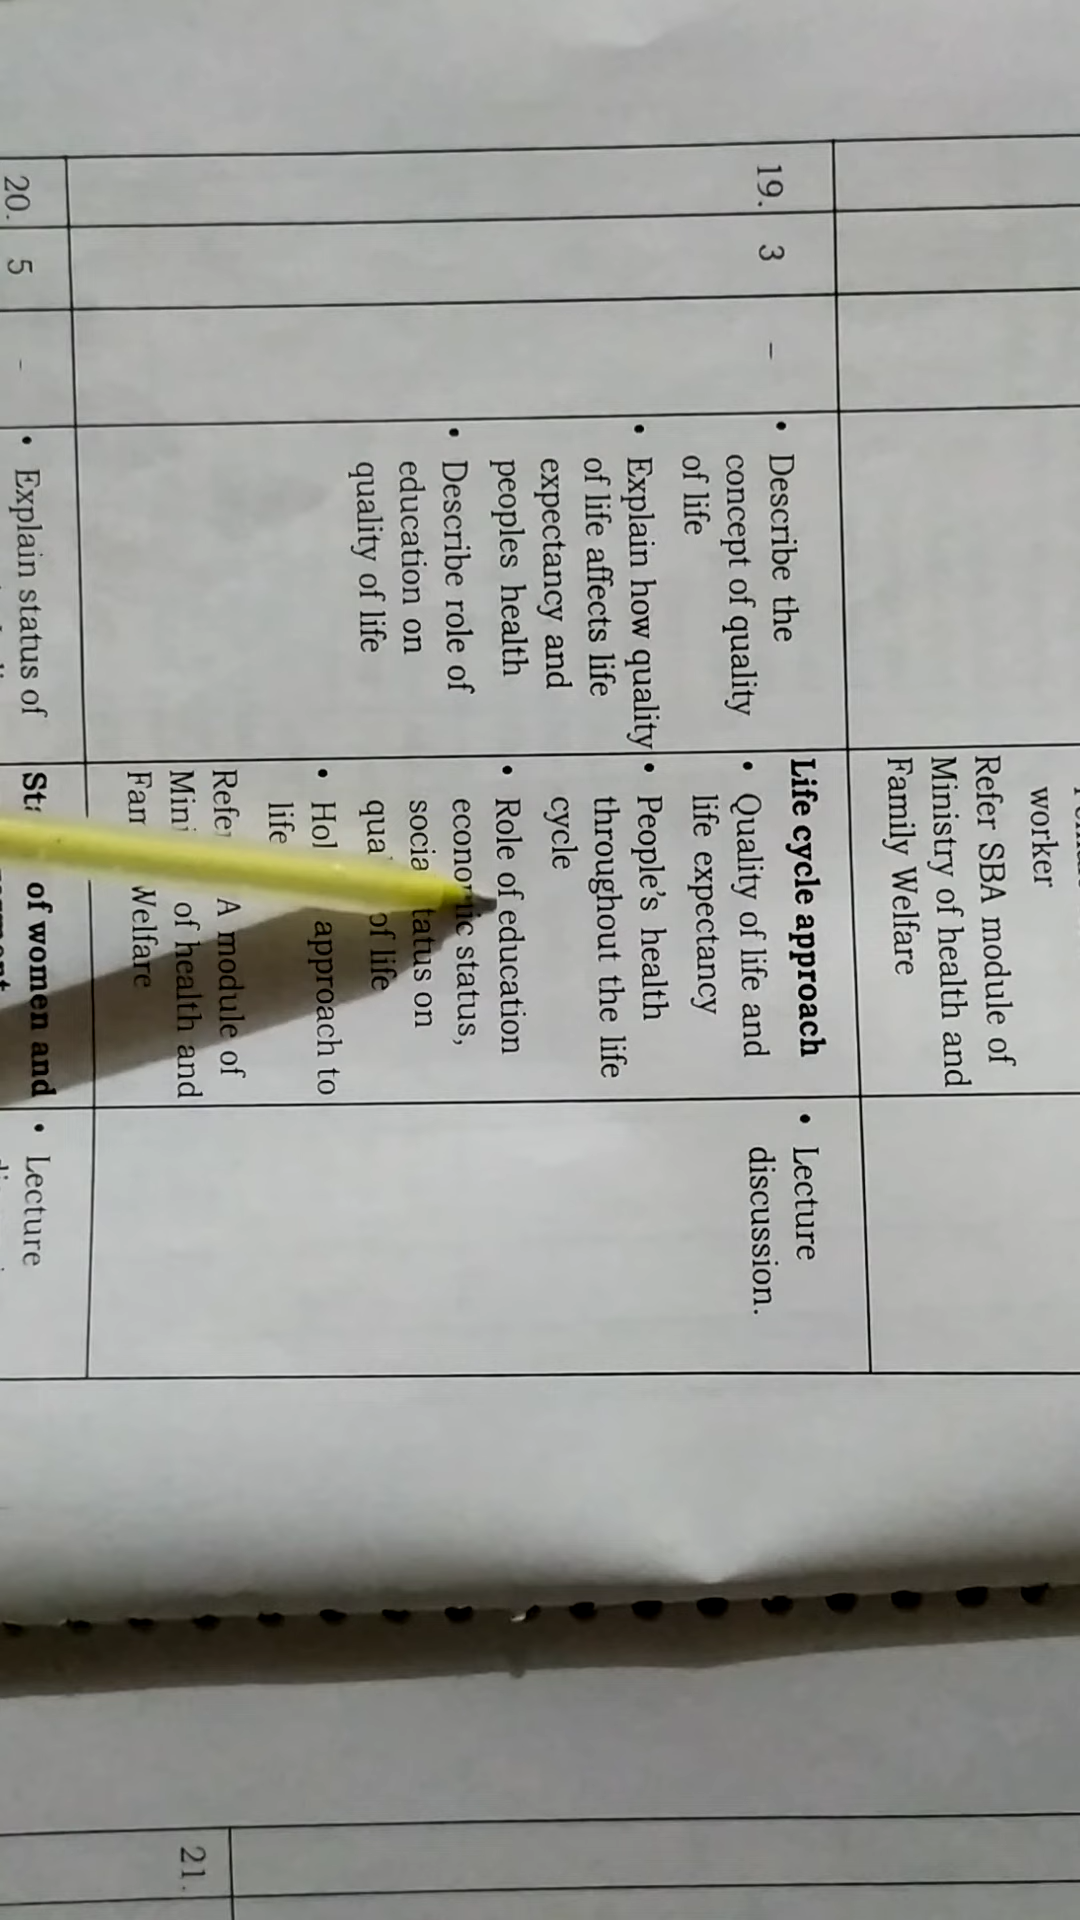 worker
Refer SBA module of
Ministry of health and
Family Welfare
19.
3
-
• Describe the
concept of quality
of life
• Explain how quality
of life affects life
expectancy and
peoples health
• Describe role of
education on
quality of life
Life cycle approach
• Quality of life and
life expectancy
• People's health
throughout the life
cycle
• Role of education
economic status,
status on
of life
• approach to
life
module of
of health and
Welfare
• Lecture
discussion.
20.
5
-
• Explain status of
of women and
• Lecture
21.